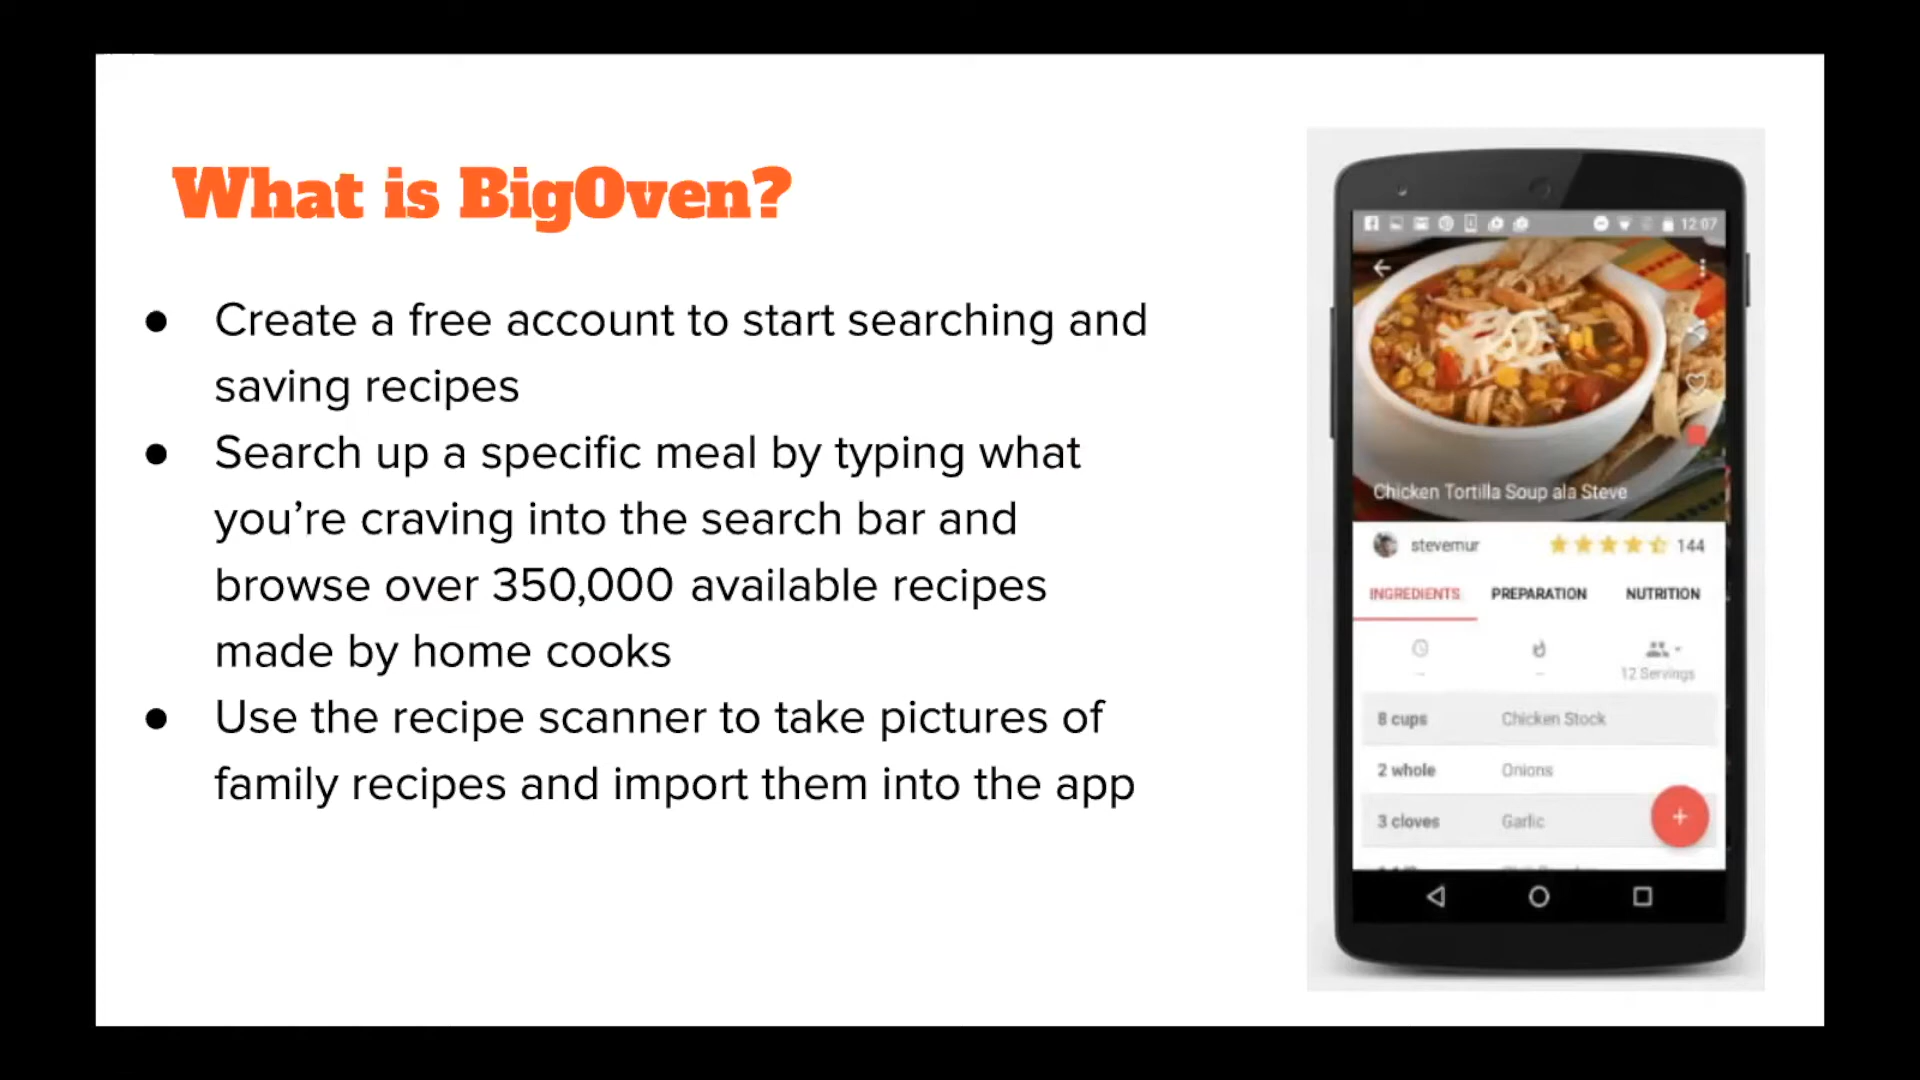 What is BigOven?
● Create a free account to start searching and
saving recipes
● Search up a specific meal by typing what
you’re craving into the search bar and
browse over 350,000 available recipes
made by home cooks
● Use the recipe scanner to take pictures of
family recipes and import them into the app
12:07
Chicken Tortilla Soup ala Steve
stevemur 144
INGREDIENTS PREPARATION NUTRITION
12 Servings
8 cups Chicken Stock
2 whole Onions
3 cloves Garlic